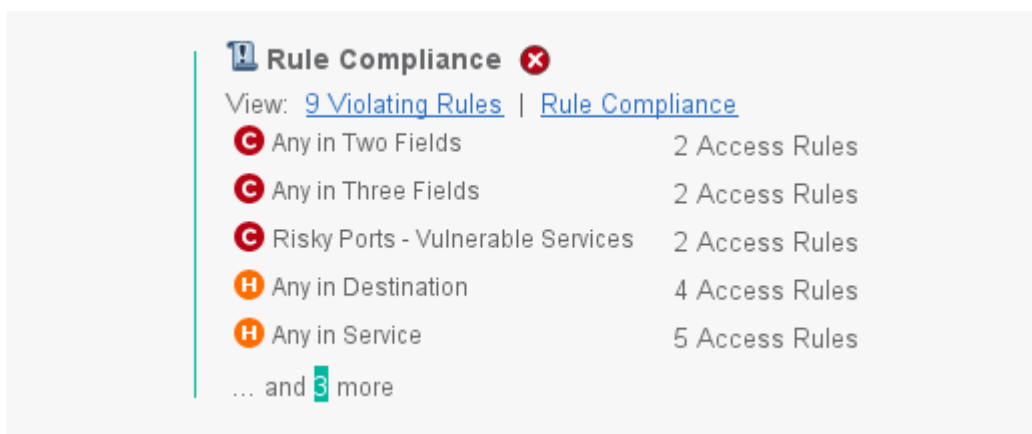 Rule Compliance
View: 9 Violating Rules | Rule Compliance
C Any in Two Fields 2 Access Rules
C Any in Three Fields 2 Access Rules
C Risky Ports - Vulnerable Services 2 Access Rules
H Any in Destination 4 Access Rules
H Any in Service 5 Access Rules
... and 3 more